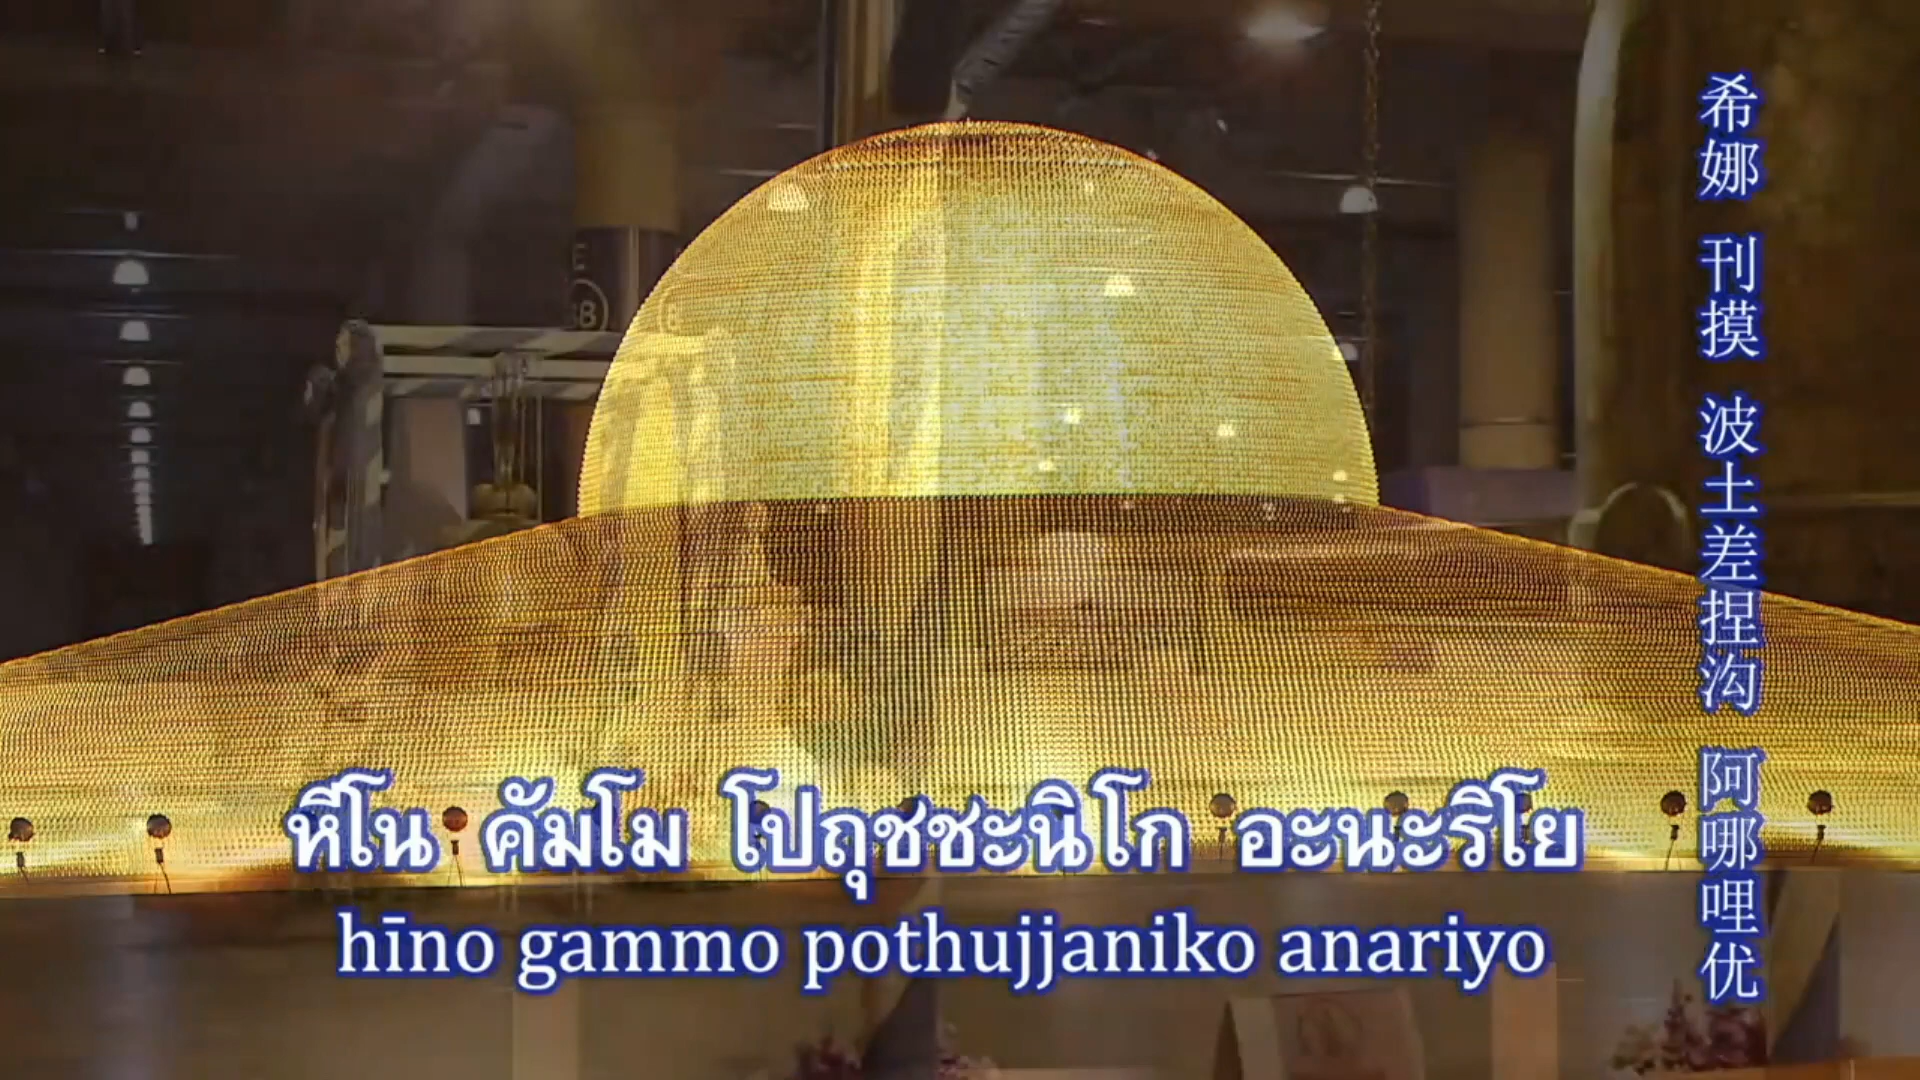 หีโน คัมโม โปถุชชะนิโก อะนะริโย
hīno gammo pothujjaniko anariyo
希娜 刊摸 波土差捏沟 阿哪哩优